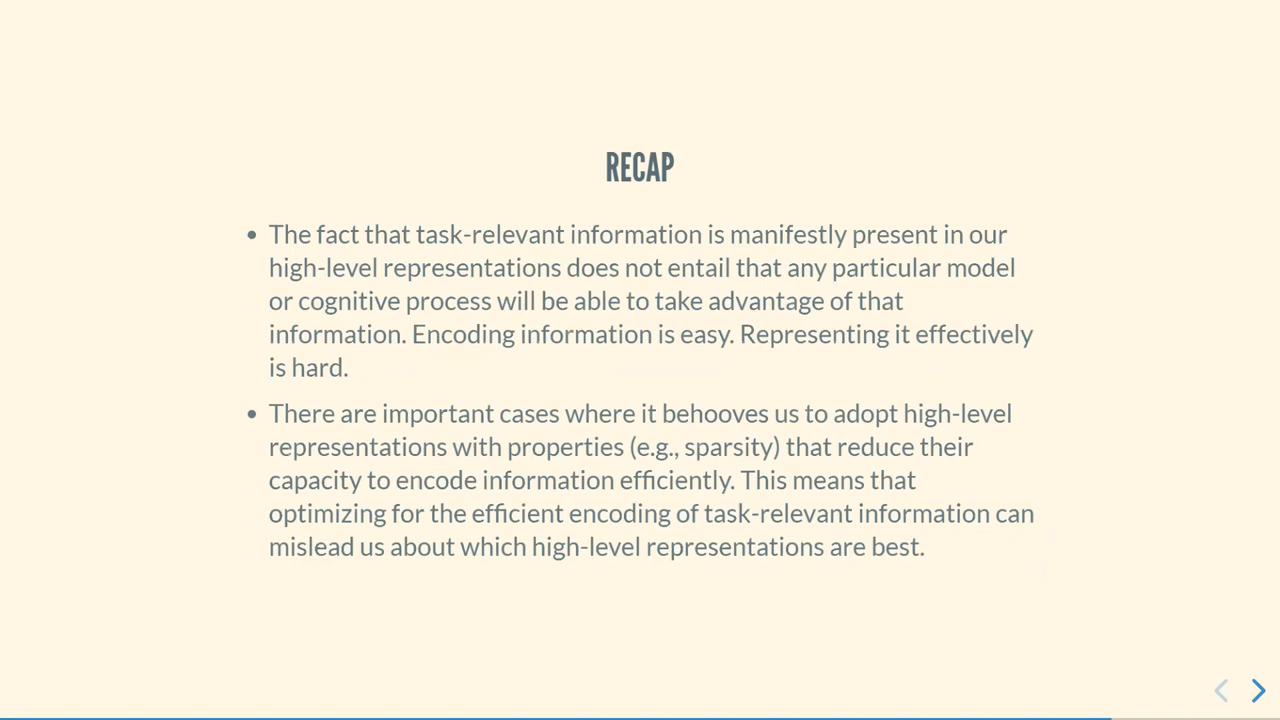 RECAP
• The fact that task-relevant information is manifestly present in our
high-level representations does not entail that any particular model
or cognitive process will be able to take advantage of that
information. Encoding information is easy. Representing it effectively
is hard.
• There are important cases where it behooves us to adopt high-level
representations with properties (e.g., sparsity) that reduce their
capacity to encode information efficiently. This means that
optimizing for the efficient encoding of task-relevant information can
mislead us about which high-level representations are best.